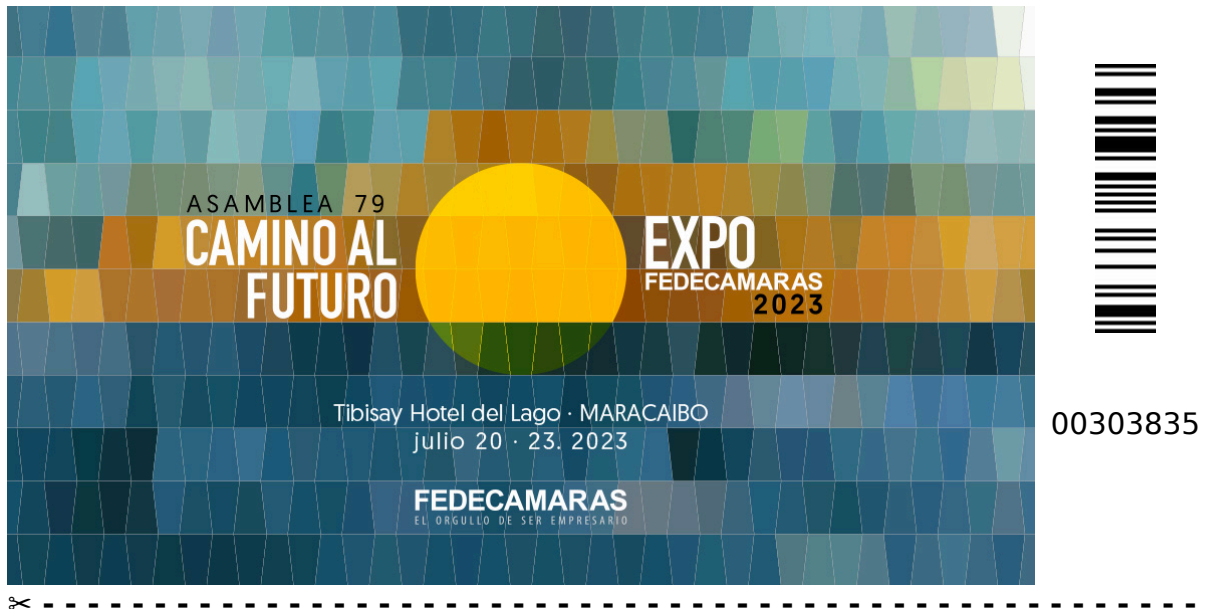 ASAMBLEA 79
CAMINO AL
FUTURO
EXPO
FEDECAMARAS
2023
Tibisay Hotel del Lago · MARACAIBO
julio 20 · 23. 2023
FEDECAMARAS
EL ORGULLO DE SER EMPRESARIO
00303835